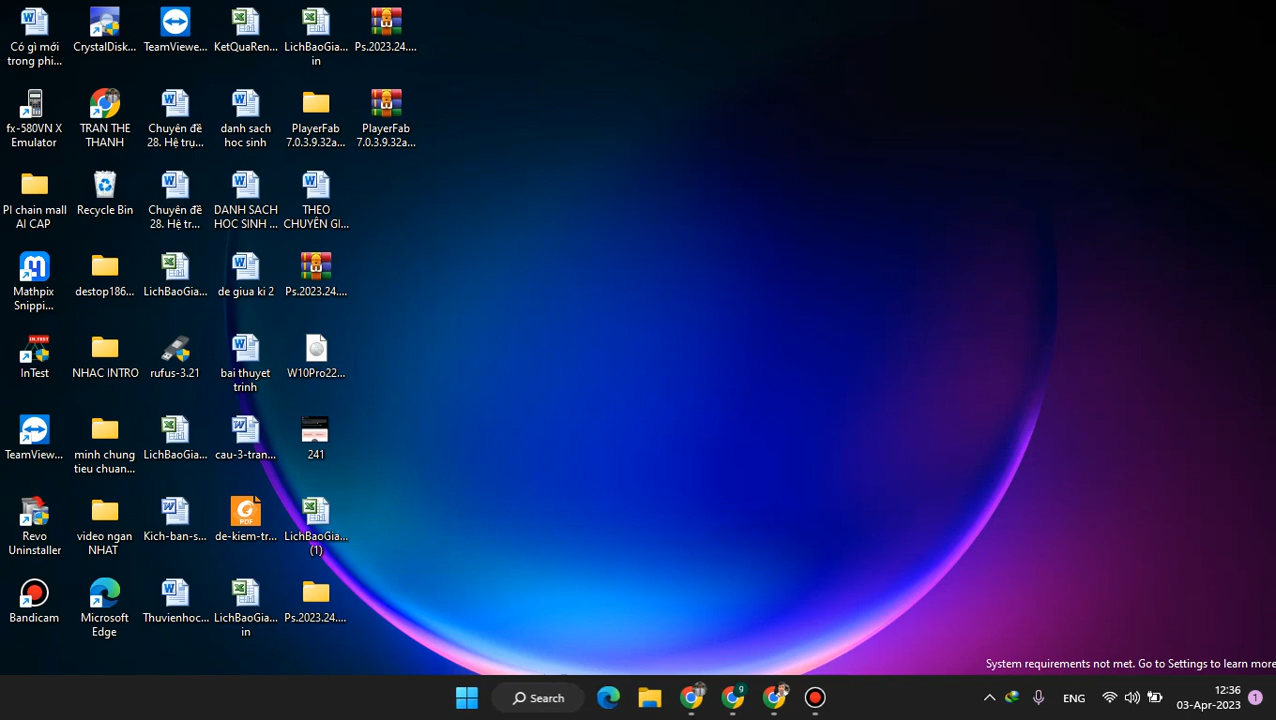 Có gì mới
trong phi...
CrystalDisk...
TeamViewe...
KetQuaRen...
LichBaoGia...
in
Ps.2023.24....
fx-580VN X
Emulator
TRAN THE
THANH
Chuyên đề
28. Hệ trụ...
danh sach
hoc sinh
PlayerFab
7.0.3.9.32a...
PlayerFab
7.0.3.9.32a...
PI chain mall
AI CAP
Recycle Bin
Chuyên đề
28. Hệ tr...
DANH SACH
HOC SINH ...
THEO
CHUYÊN GI...
Mathpix
Snippi...
destop186...
LichBaoGia...
de giua ki 2
Ps.2023.24....
IN.TEST
InTest
NHAC INTRO
rufus-3.21
bai thuyet
trinh
W10Pro22...
TeamView...
minh chung
tieu chuan...
LichBaoGia...
cau-3-tran...
241
Revo
Uninstaller
video ngan
NHAT
Kich-ban-s...
PDF
de-kiem-tr...
LichBaoGia...
(1)
Bandicam
Microsoft
Edge
Thuvienhoc...
LichBaoGia...
in
Ps.2023.24....
System requirements not met. Go to Settings to learn more
Search
9
ENG
12:36
03-Apr-2023
1